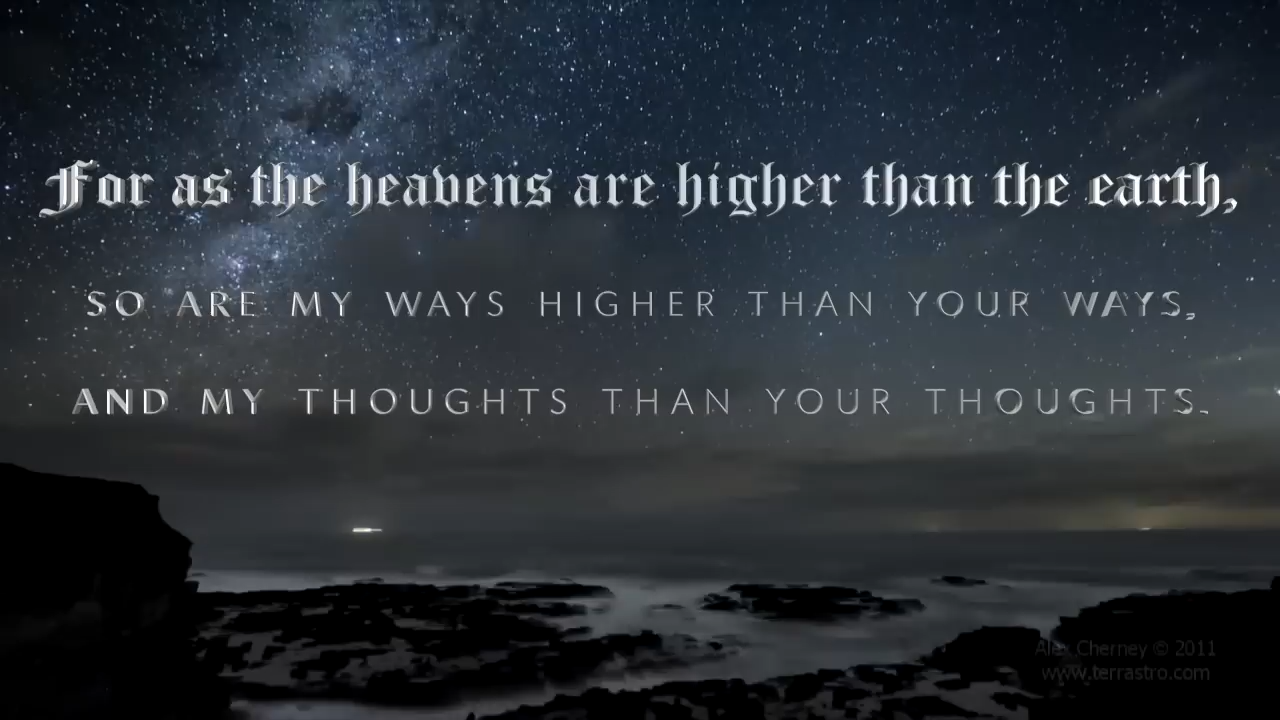 For as the heavens are higher than the earth,
SO ARE MY WAYS HIGHER THAN YOUR WAYS,
AND MY THOUGHTS THAN YOUR THOUGHTS.
Alex Cherney © 2011
www.terrastro.com